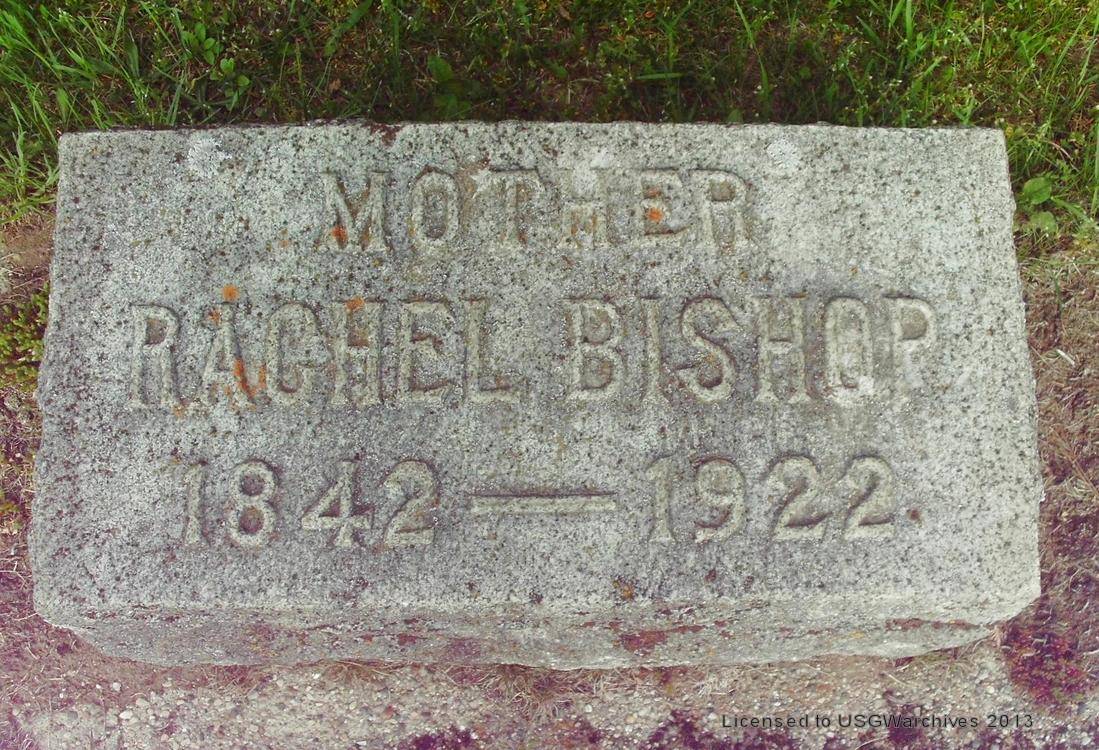 MOTHER
RACHEL BISHOP
1842 — 1922
Licensed to USGWarchives 2013